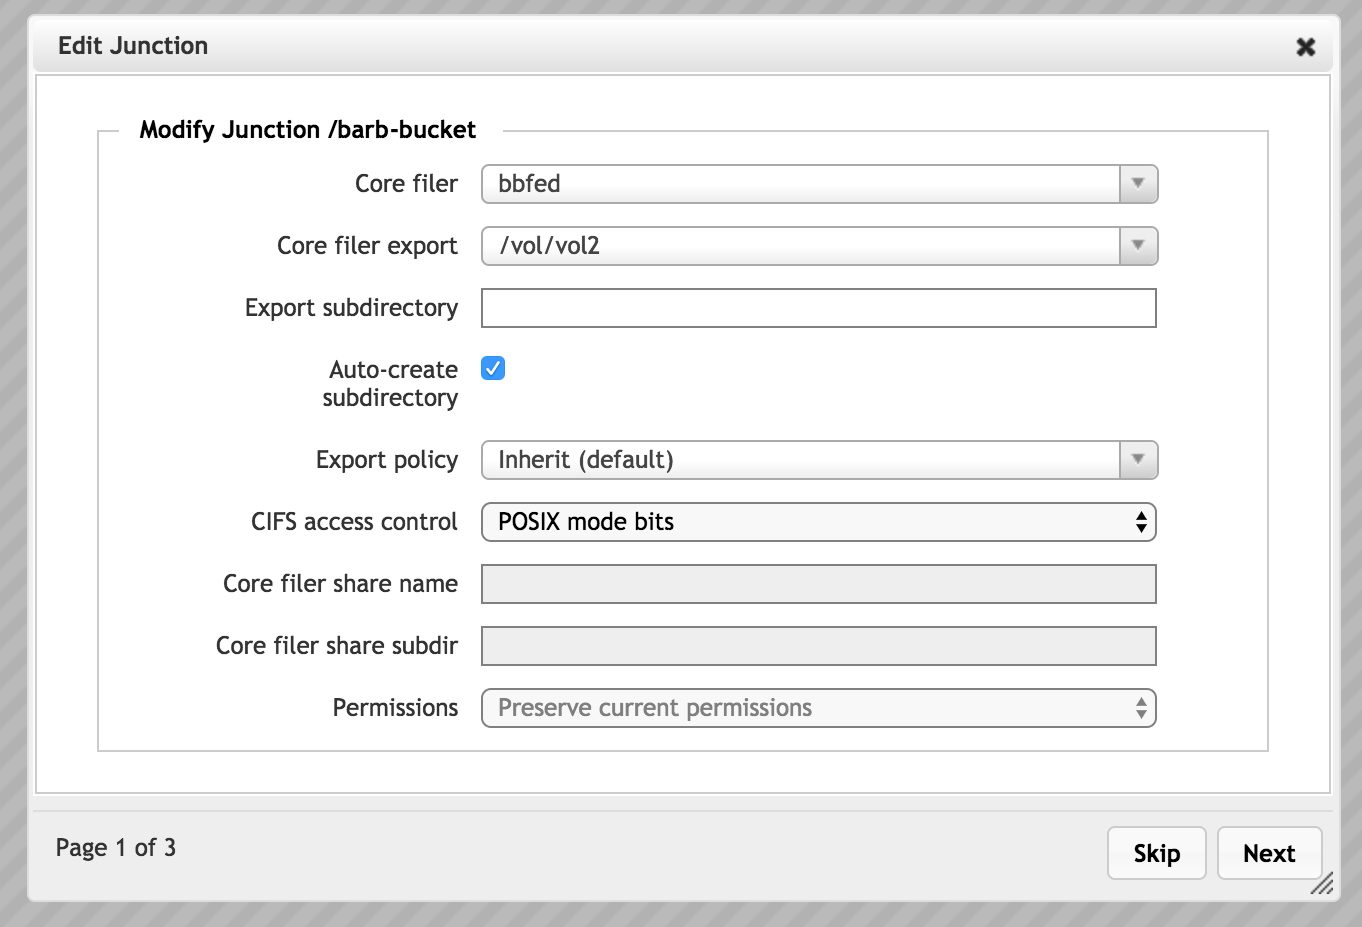 Edit Junction
Modify Junction /barb-bucket
Core filer
bbfed
Core filer export
/vol/vol2
Export subdirectory
Auto-create
subdirectory
Export policy
Inherit (default)
CIFS access control
POSIX mode bits
Core filer share name
Core filer share subdir
Permissions
Preserve current permissions
Page 1 of 3
Skip
Next